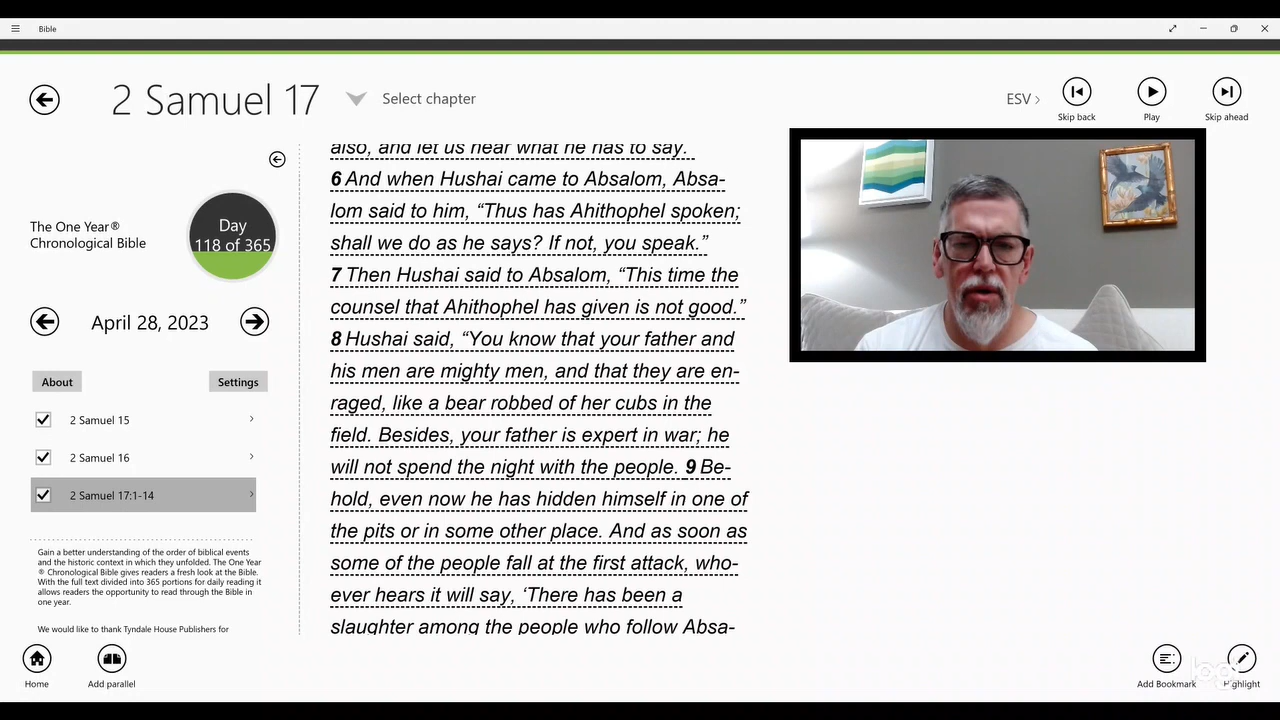 Bible
2 Samuel 17
Select chapter
ESV
Skip back
Play
Skip ahead
The One Year®
Chronological Bible
Day
118 of 365
April 28, 2023
About
Settings
2 Samuel 15
2 Samuel 16
2 Samuel 17:1-14
Gain a better understanding of the order of biblical events
and the historic context in which they unfolded. The One Year
® Chronological Bible gives readers a fresh look at the Bible.
With the full text divided into 365 portions for daily reading it
allows readers the opportunity to read through the Bible in
one year.
We would like to thank Tyndale House Publishers for
also, and let us hear what he has to say.
6 And when Hushai came to Absalom, Absa-
lom said to him, “Thus has Ahithophel spoken;
shall we do as he says? If not, you speak.”
7 Then Hushai said to Absalom, “This time the
counsel that Ahithophel has given is not good.”
8 Hushai said, “You know that your father and
his men are mighty men, and that they are en-
raged, like a bear robbed of her cubs in the
field. Besides, your father is expert in war; he
will not spend the night with the people. 9 Be-
hold, even now he has hidden himself in one of
the pits or in some other place. And as soon as
some of the people fall at the first attack, who-
ever hears it will say, ‘There has been a
slaughter among the people who follow Absa-
Home
Add parallel
Add Bookmark
Highlight